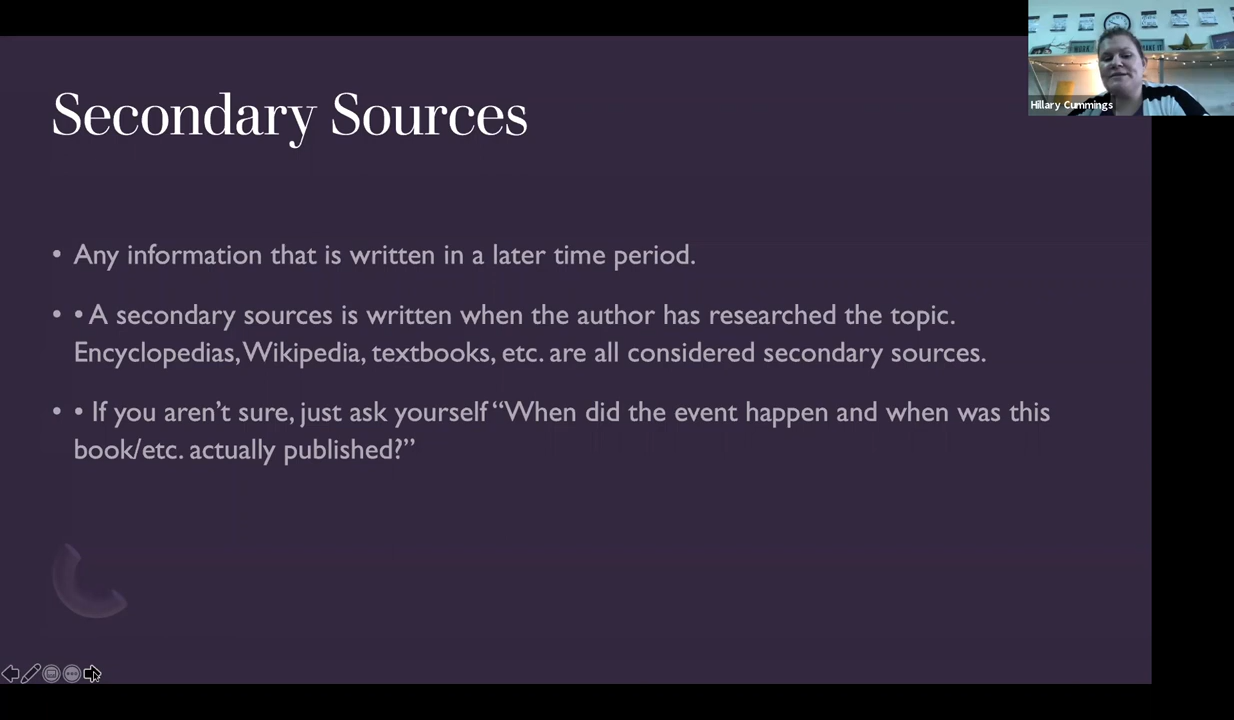 Hillary Cummings
Secondary Sources
• Any information that is written in a later time period.
• • A secondary sources is written when the author has researched the topic.
Encyclopedias, Wikipedia, textbooks, etc. are all considered secondary sources.
• • If you aren’t sure, just ask yourself “When did the event happen and when was this
book/etc. actually published?”